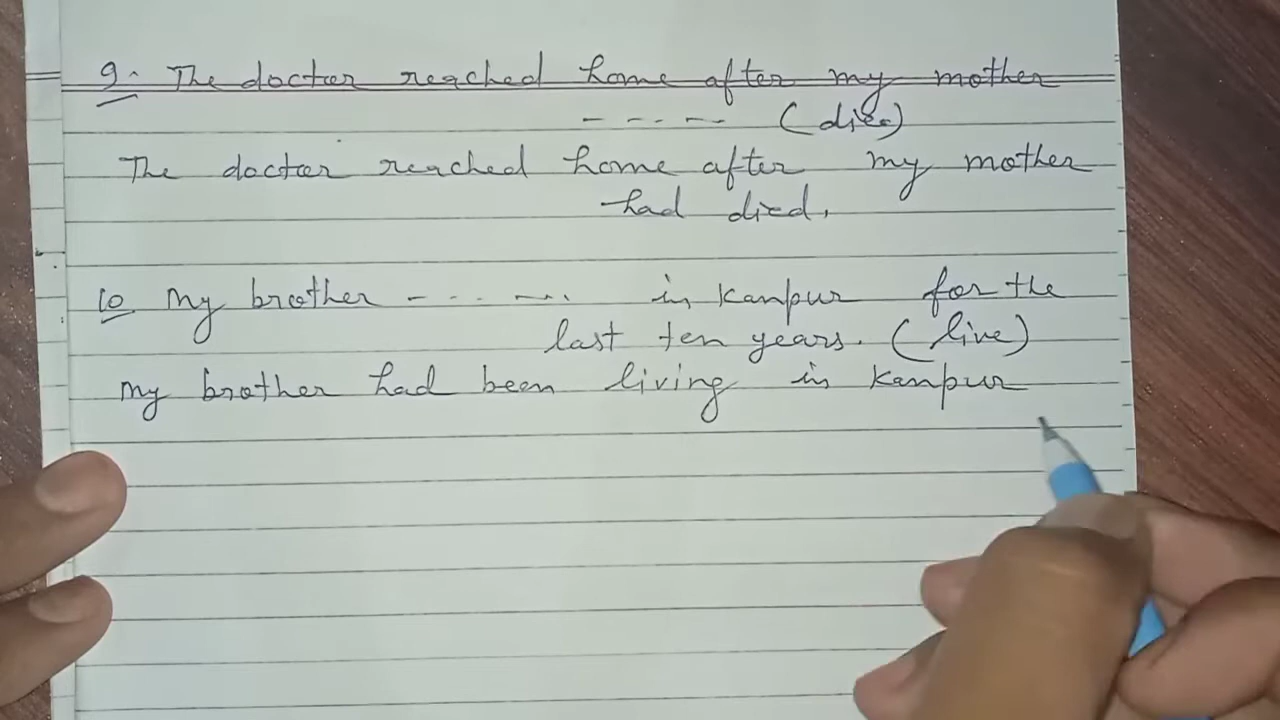 9. The doctor reached home after my mother
- - - - - (die)
The doctor reached home after my mother
had died.
10 My brother - - - - - in Kanpur for the
last ten years. (live)
My brother had been living in Kanpur